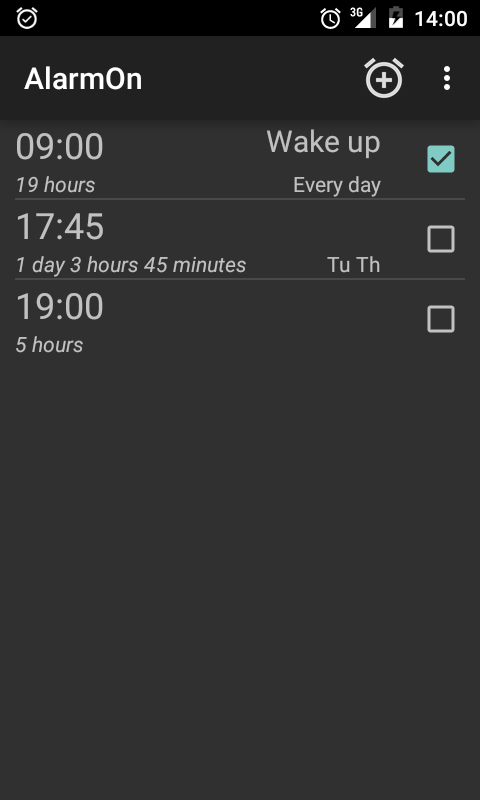 3G 14:00
AlarmOn
09:00 Wake up
19 hours Every day
17:45
1 day 3 hours 45 minutes Tu Th
19:00
5 hours